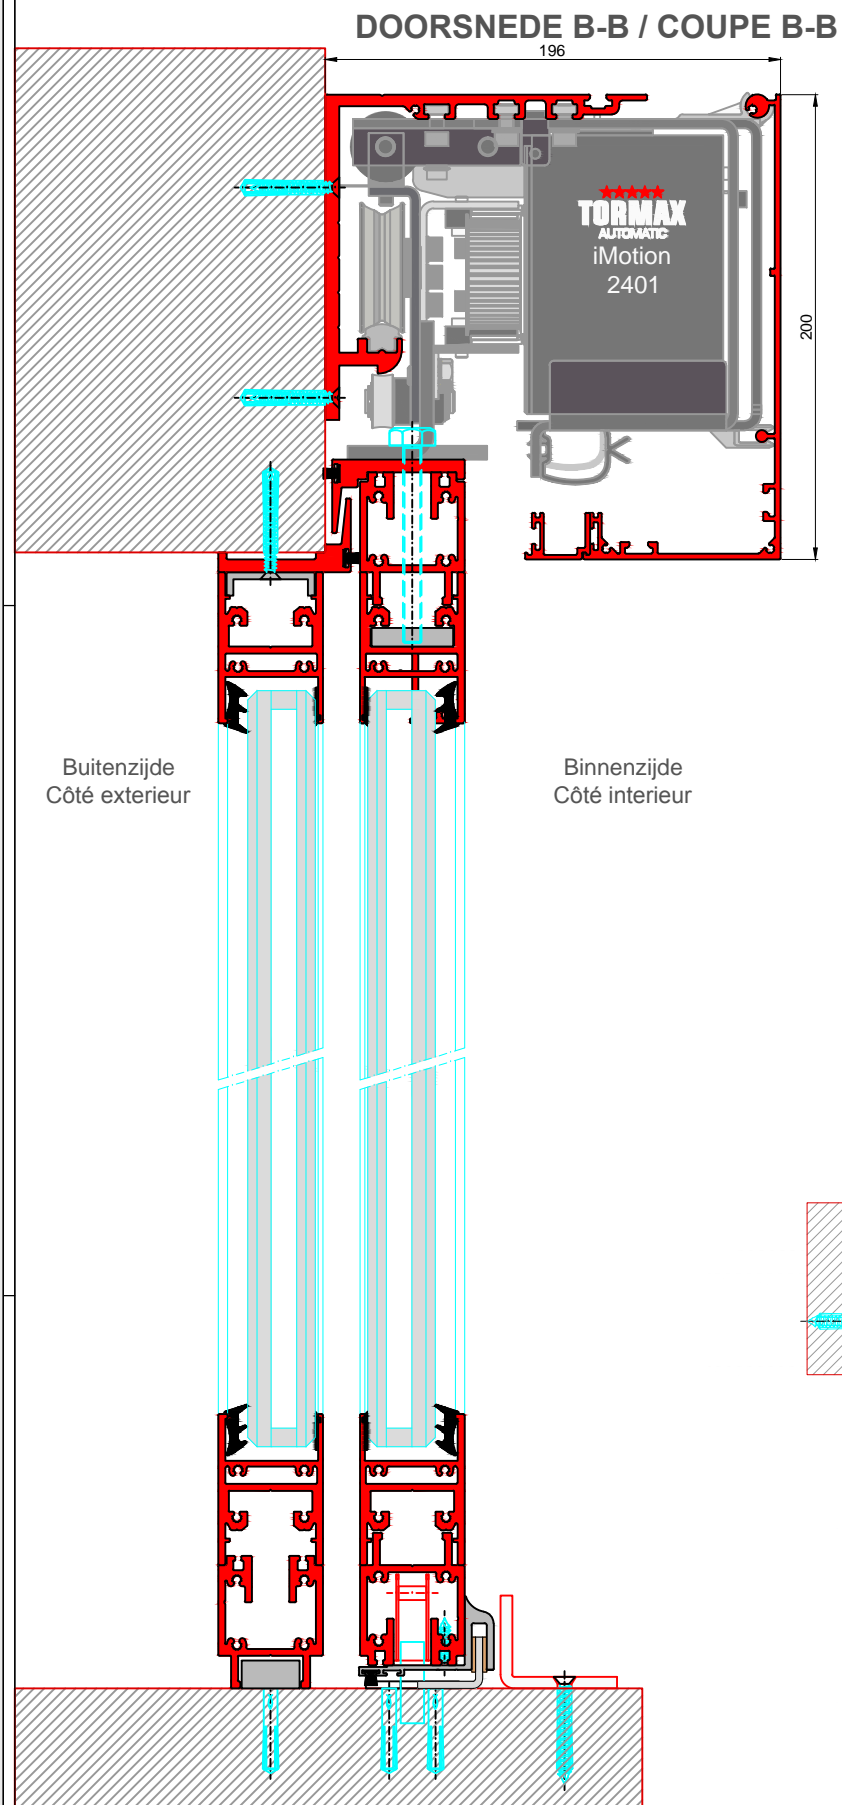 DOORSNEDE B-B / COUPE B-B
196
TORMAX
AUTOMATIC
iMotion
2401
200
Buitenzijde
Côté exterieur
Binnenzijde
Côté interieur